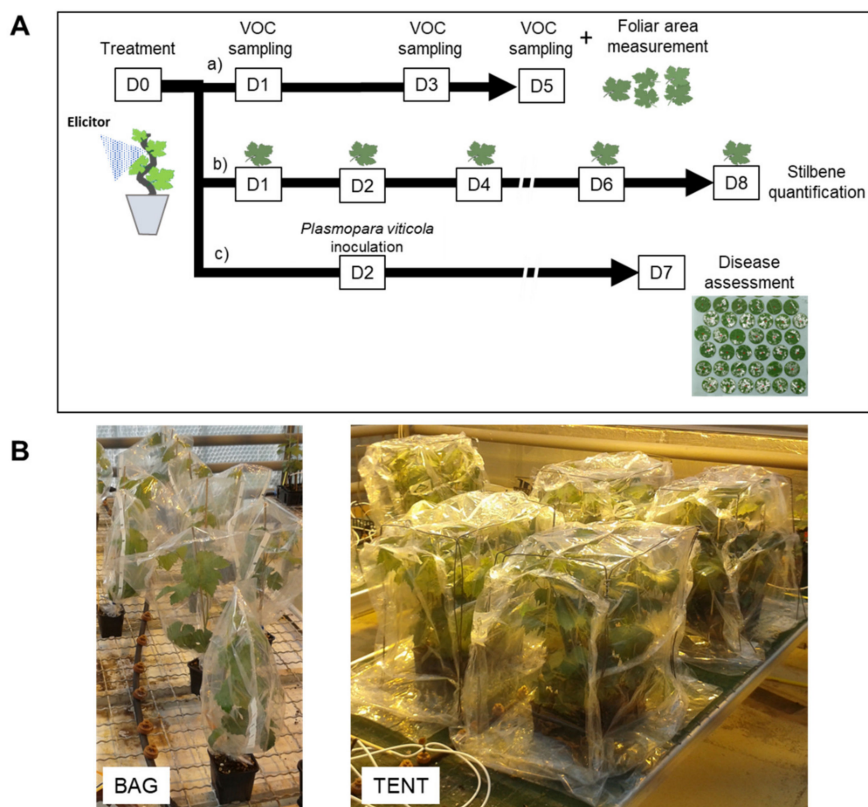 A
Treatment
D0
Elicitor
a)
VOC
sampling
D1
VOC
sampling
D3
VOC
sampling
D5
+
Foliar area
measurement
b)
D1
D2
D4
D6
D8
Stilbene
quantification
c)
Plasmopara viticola
inoculation
D2
D7
Disease
assessment
B
BAG
TENT